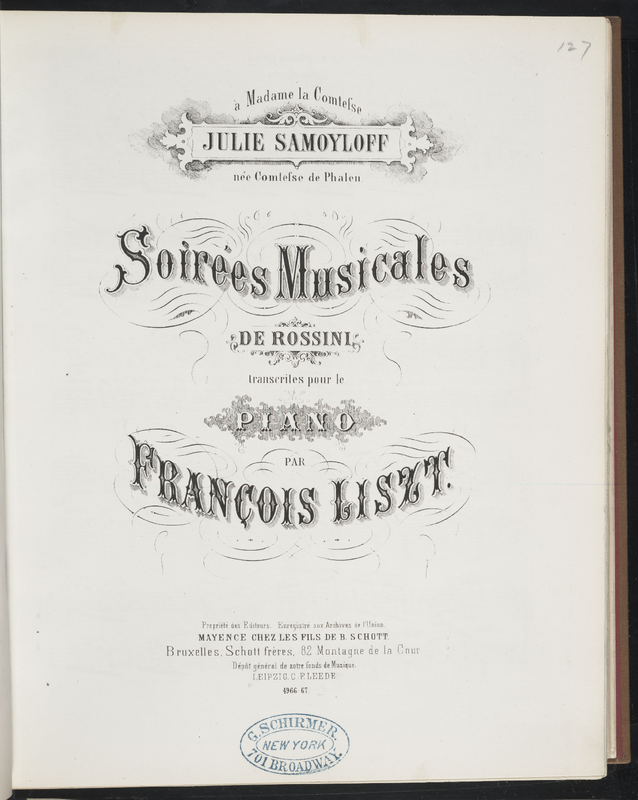 127
à Madame la Comteſse
JULIE SAMOYLOFF
née Comteſse de Phalen
Soirées Musicales
DE ROSSINI
transcrites pour le
PIANO
PAR
FRANÇOIS LISZT.
Propriété des Editeurs. Enregistré aux Archives de l'Union.
MAYENCE CHEZ LES FILS DE B. SCHOTT.
Bruxelles, Schott frères, 82 Montagne de la Cour
Dépôt général de notre fonds de Musique.
LEIPZIG, C. F. LEEDE
4966-67.
G. SCHIRMER,
NEW YORK,
701 BROADWAY.